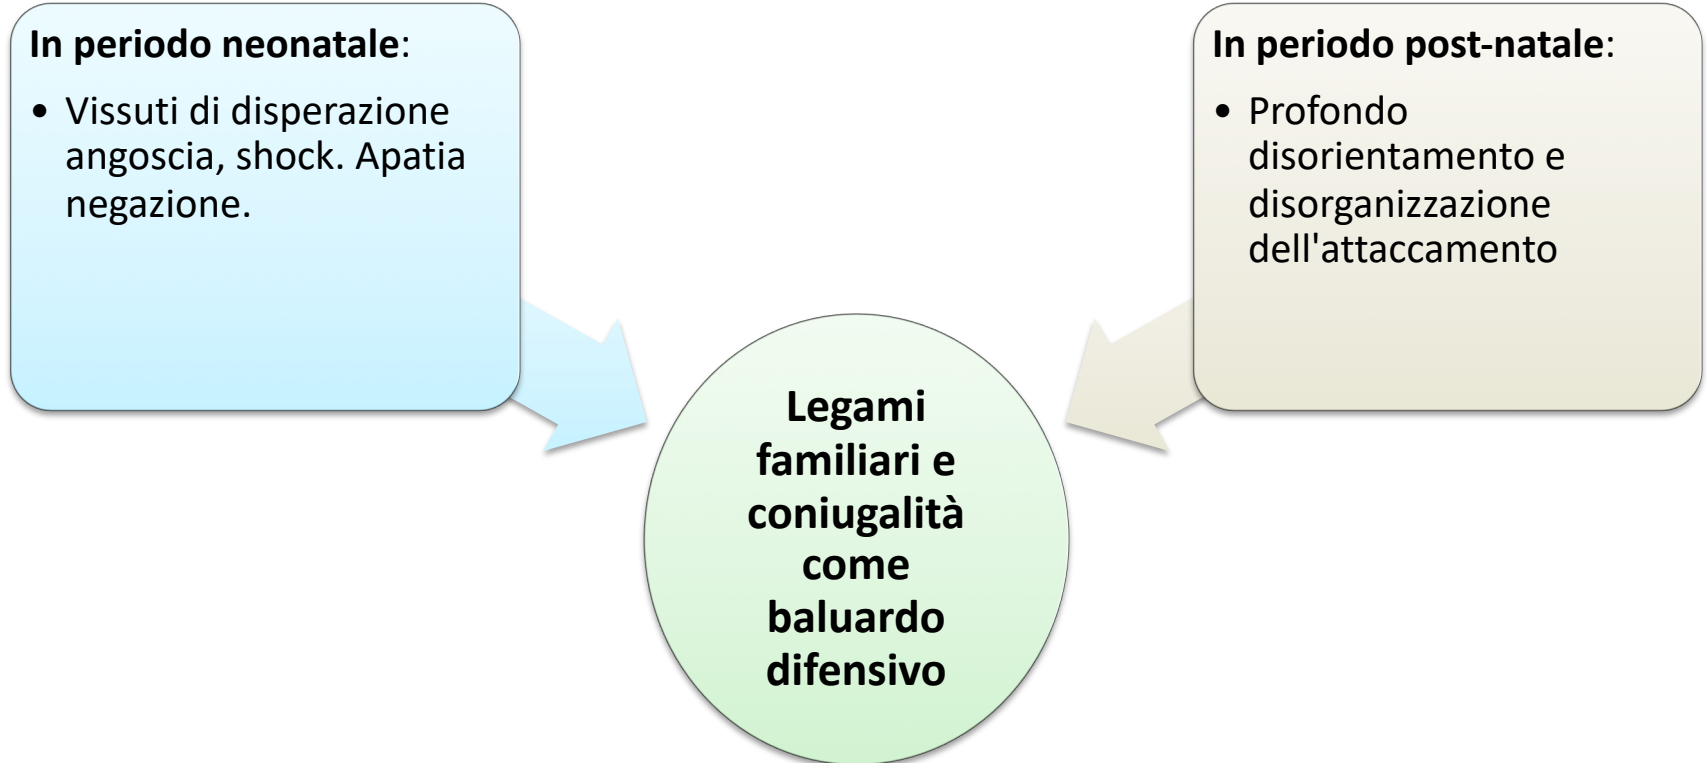 In periodo neonatale:
• Vissuti di disperazione
angoscia, shock. Apatia
negazione.
In periodo post-natale:
• Profondo
disorientamento e
disorganizzazione
dell'attaccamento
Legami
familiari e
coniugalità
come
baluardo
difensivo